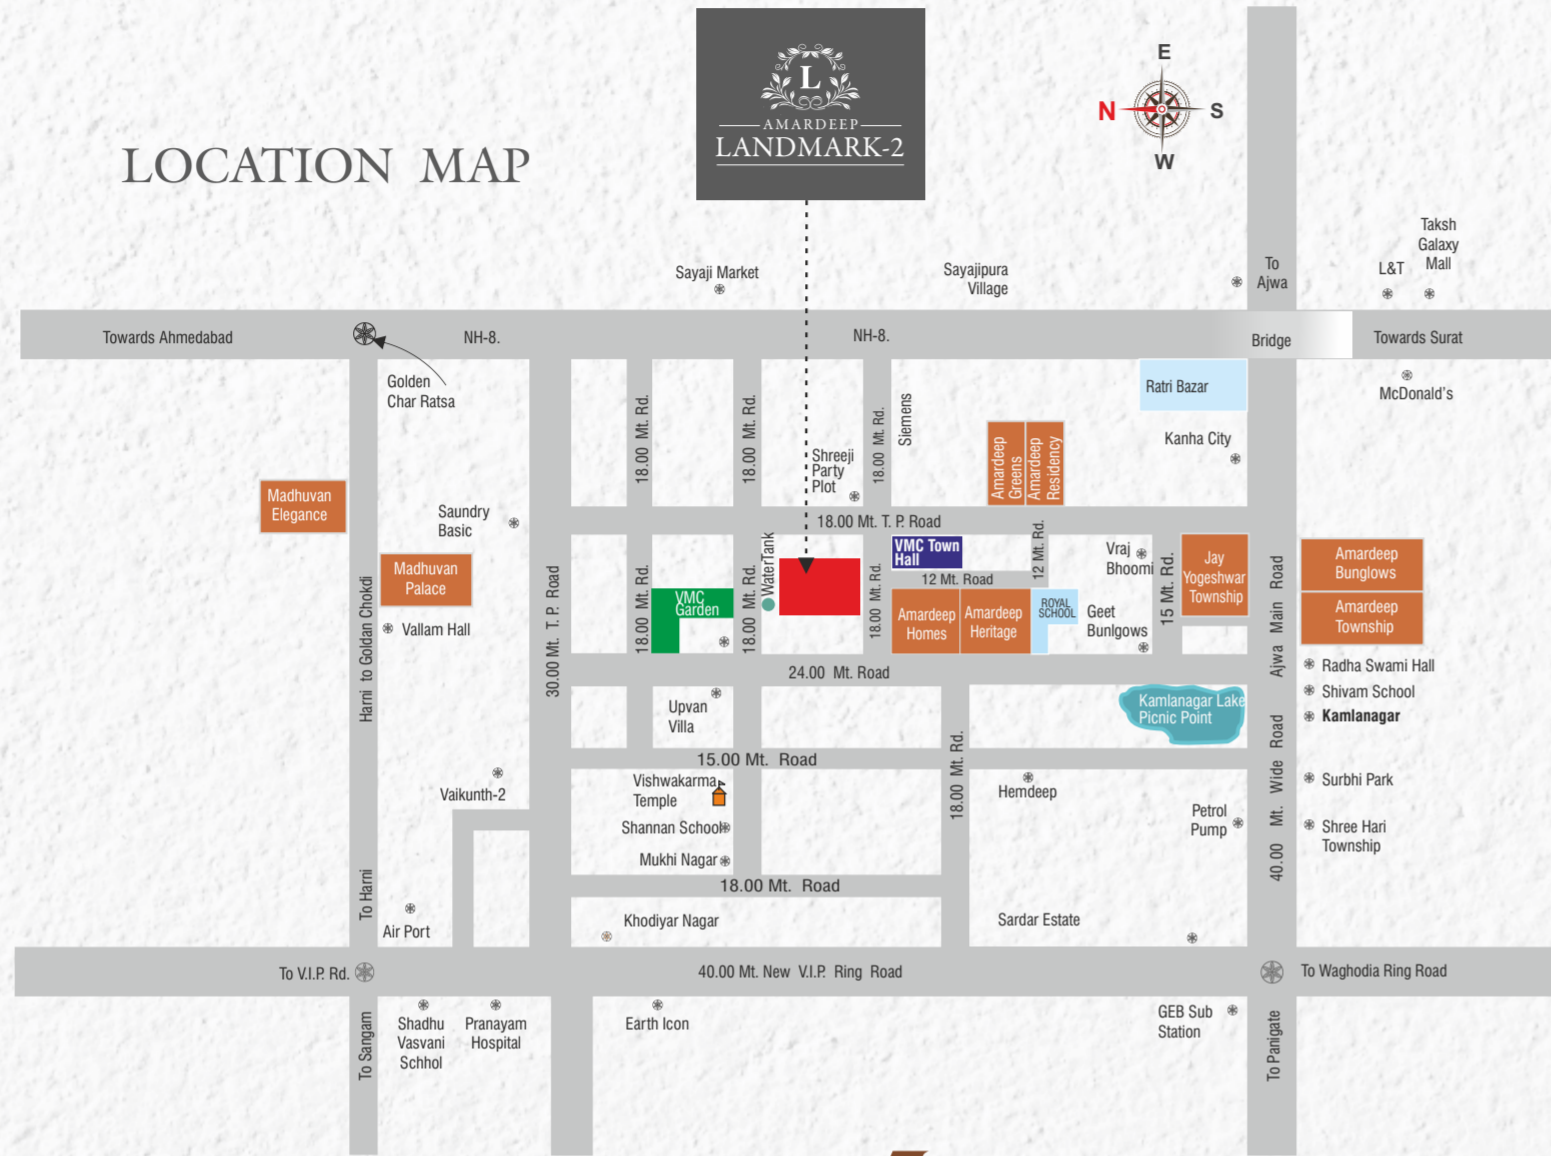 L
AMARDEEP
LANDMARK-2
LOCATION MAP
E
N
S
W
Taksh
Galaxy
Mall
L&T
To
Ajwa
Sayaji Market
Sayajipura
Village
Towards Ahmedabad
NH-8.
NH-8.
Bridge
Towards Surat
Golden
Char Ratsa
Ratri Bazar
McDonald's
18.00 Mt. Rd.
18.00 Mt. Rd.
18.00 Mt. Rd.
Siemens
Kanha City
Amardeep
Greens
Amardeep
Residency
Shreeji
Party
Plot
Madhuvan
Elegance
Saundry
Basic
18.00 Mt. T. P. Road
Madhuvan
Palace
Vallam Hall
Harni to Goldan Chokdi
30.00 Mt. T. P. Road
18.00 Mt. Rd.
VMC
Garden
18.00 Mt. Rd.
WaterTank
18.00 Mt. Rd.
VMC Town
Hall
12 Mt. Rd.
12 Mt. Road
Amardeep
Homes
Amardeep
Heritage
ROYAL
SCHOOL
Vraj
Bhoomi
Geet
Bunlgows
15 Mt. Rd.
Jay
Yogeshwar
Township
40.00 Mt. Wide Road Ajwa Main Road
Amardeep
Bunglows
Amardeep
Township
Radha Swami Hall
Shivam School
Kamlanagar
24.00 Mt. Road
Kamlanagar Lake
Picnic Point
Upvan
Villa
15.00 Mt. Road
18.00 Mt. Rd.
Vaikunth-2
Vishwakarma
Temple
Shannan School
Mukhi Nagar
Hemdeep
Petrol
Pump
Surbhi Park
Shree Hari
Township
To Harni
18.00 Mt. Road
Air Port
Khodiyar Nagar
Sardar Estate
To V.I.P. Rd.
40.00 Mt. New V.I.P. Ring Road
To Waghodia Ring Road
To Sangam
Shadhu
Vasvani
Schhol
Pranayam
Hospital
Earth Icon
GEB Sub
Station
To Panigate